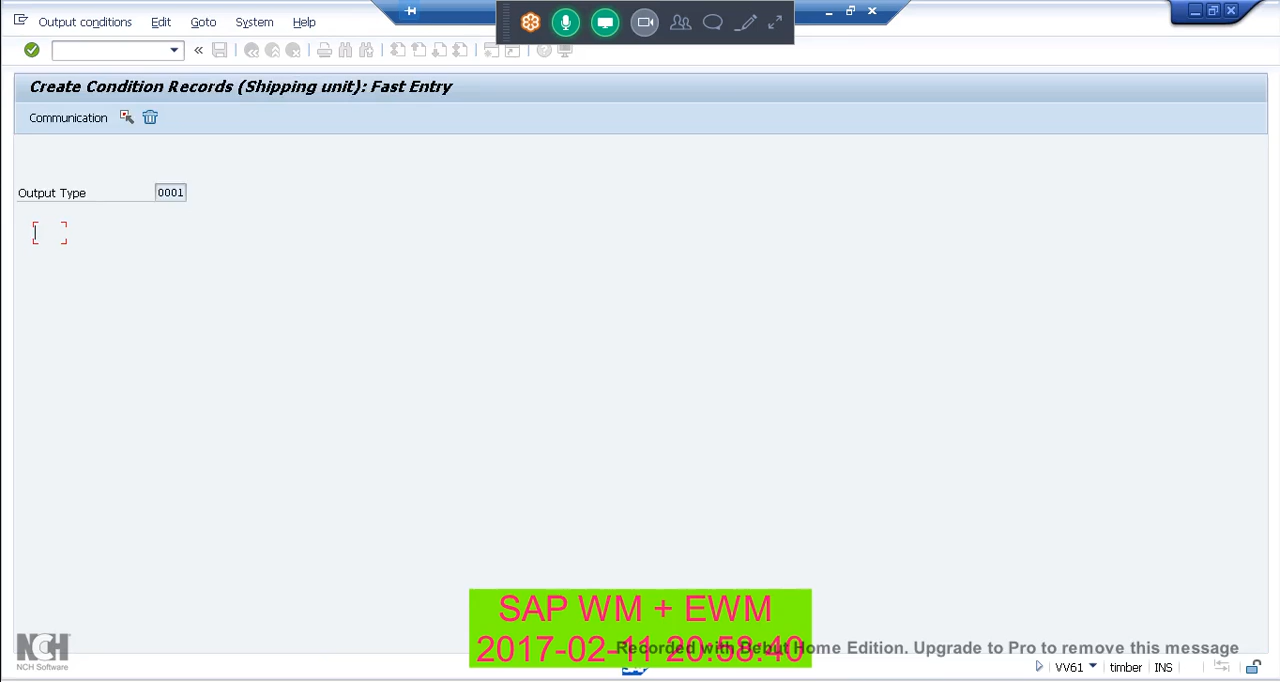 Output conditions Edit Goto System Help
Create Condition Records (Shipping unit): Fast Entry
Communication
Output Type 0001
SAP WM + EWM
2017-02-11 20:58:40
Recorded with Debut Home Edition. Upgrade to Pro to remove this message
NCH
NCH Software
VV61 timber INS